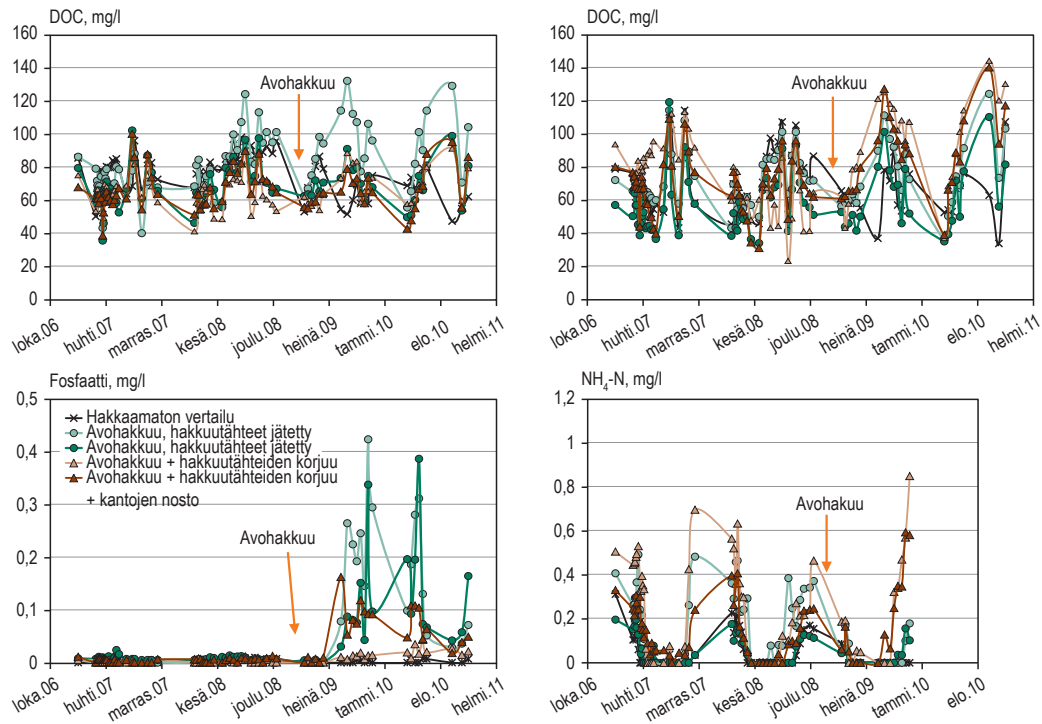 DOC, mg/l
160
140
120
100
80
60
40
20
0
Avohakkuu
loka.06
huhti.07
marras.07
kesä.08
joulu.08
heinä.09
tammi.10
elo.10
helmi.11
DOC, mg/l
160
140
120
100
80
60
40
20
0
Avohakkuu
loka.06
huhti.07
marras.07
kesä.08
joulu.08
heinä.09
tammi.10
elo.10
helmi.11
Fosfaatti, mg/l
0,5
0,4
0,3
0,2
0,1
0
Hakkaamaton vertailu
Avohakkuu, hakkuutähteet jätetty
Avohakkuu, hakkuutähteet jätetty
Avohakkuu + hakkuutähteiden korjuu
Avohakkuu + hakkuutähteiden korjuu
+ kantojen nosto
Avohakkuu
loka.06
huhti.07
marras.07
kesä.08
joulu.08
heinä.09
tammi.10
elo.10
helmi.11
NH₄-N, mg/l
1,2
1
0,8
0,6
0,4
0,2
0
Avohakuu
loka.06
huhti.07
marras.07
kesä.08
joulu.08
heinä.09
tammi.10
elo.10